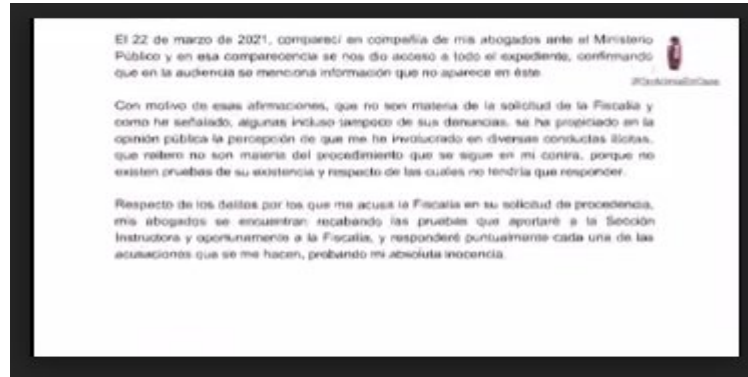 El 22 de marzo de 2021, comparecí en compañía de mis abogados ante el Ministerio
Público y en esa comparecencia se nos dio acceso a todo el expediente, confirmando
que en la audiencia se menciona información que no aparece en éste.
Con motivo de esas afirmaciones, que no son materia de la solicitud de la Fiscalía y
como he señalado, algunas incluso tampoco de sus denuncias, se ha propiciado en la
opinión pública la percepción de que me he involucrado en diversas conductas ilícitas,
que reitero no son materia del procedimiento que se sigue en mi contra, porque no
existen pruebas de su existencia y respecto de las cuales no tendría que responder.
Respecto de los delitos por los que me acusa la Fiscalía en su solicitud de procedencia,
mis abogados se encuentran recabando las pruebas que aportaré a la Sección
Instructora y oportunamente a la Fiscalía, y responderé puntualmente cada una de las
acusaciones que se me hacen, probando mi absoluta inocencia.